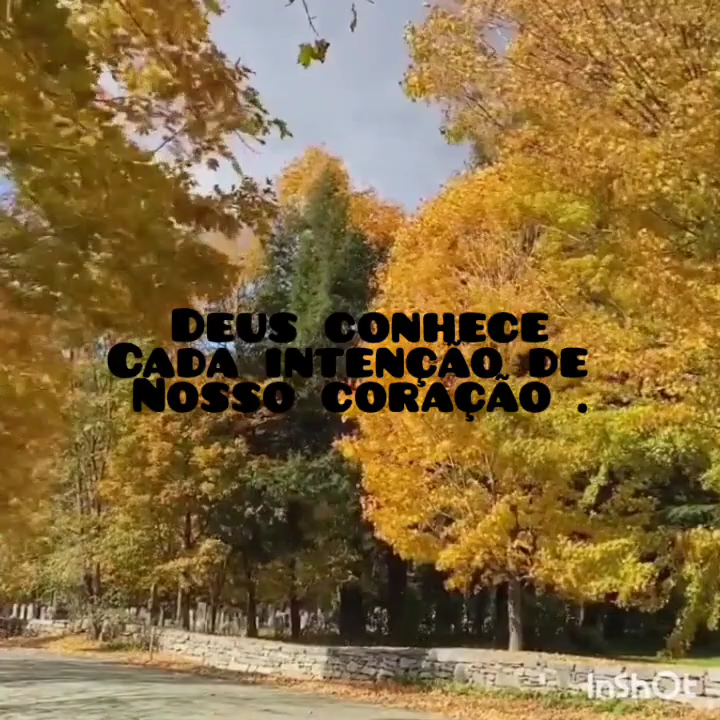 Deus conhece
Cada intenção de
Nosso coração .
InShOt